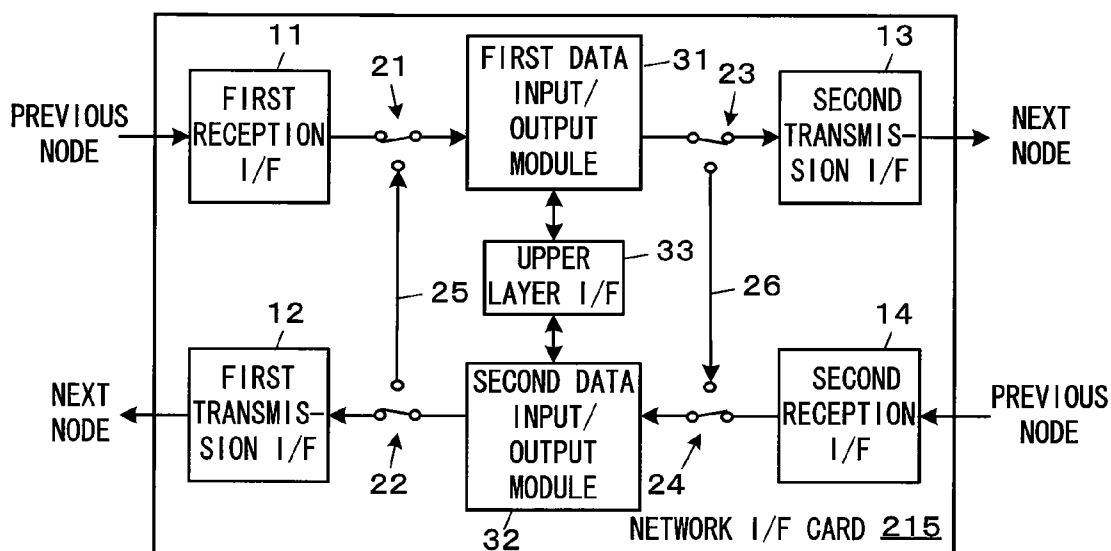 11
21
31
23
13
PREVIOUS
NODE
FIRST
RECEPTION
I/F
FIRST DATA
INPUT/
OUTPUT
MODULE
SECOND
TRANSMIS-
SION I/F
NEXT
NODE
33
UPPER
LAYER I/F
25
26
12
14
NEXT
NODE
FIRST
TRANSMIS-
SION I/F
22
SECOND DATA
INPUT/
OUTPUT
MODULE
24
SECOND
RECEPTION
I/F
PREVIOUS
NODE
32
NETWORK I/F CARD 215